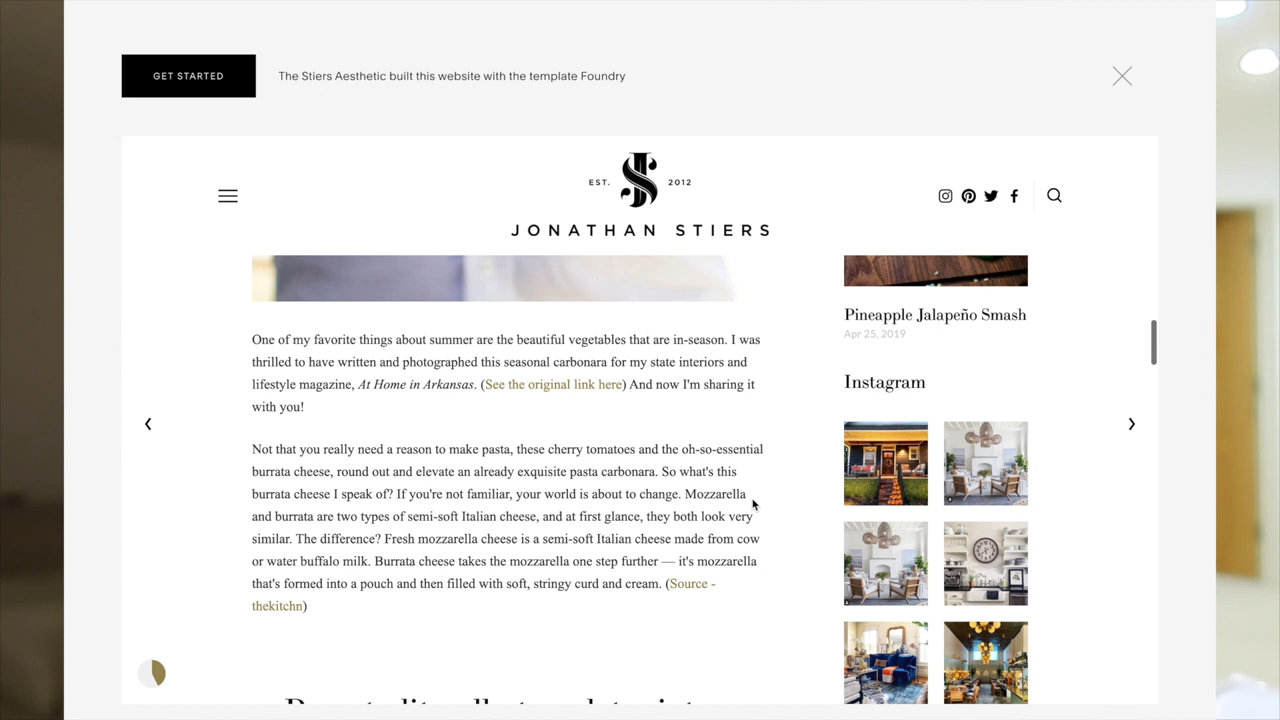 GET STARTED
The Stiers Aesthetic built this website with the template Foundry
EST. 2012
JONATHAN STIERS
One of my favorite things about summer are the beautiful vegetables that are in-season. I was
thrilled to have written and photographed this seasonal carbonara for my state interiors and
lifestyle magazine, At Home in Arkansas. (See the original link here) And now I'm sharing it
with you!
Not that you really need a reason to make pasta, these cherry tomatoes and the oh-so-essential
burrata cheese, round out and elevate an already exquisite pasta carbonara. So what's this
burrata cheese I speak of? If you're not familiar, your world is about to change. Mozzarella
and burrata are two types of semi-soft Italian cheese, and at first glance, they both look very
similar. The difference? Fresh mozzarella cheese is a semi-soft Italian cheese made from cow
or water buffalo milk. Burrata cheese takes the mozzarella one step further — it's mozzarella
that's formed into a pouch and then filled with soft, stringy curd and cream. (Source -
thekitchn)
Pineapple Jalapeño Smash
Apr 25, 2019
Instagram